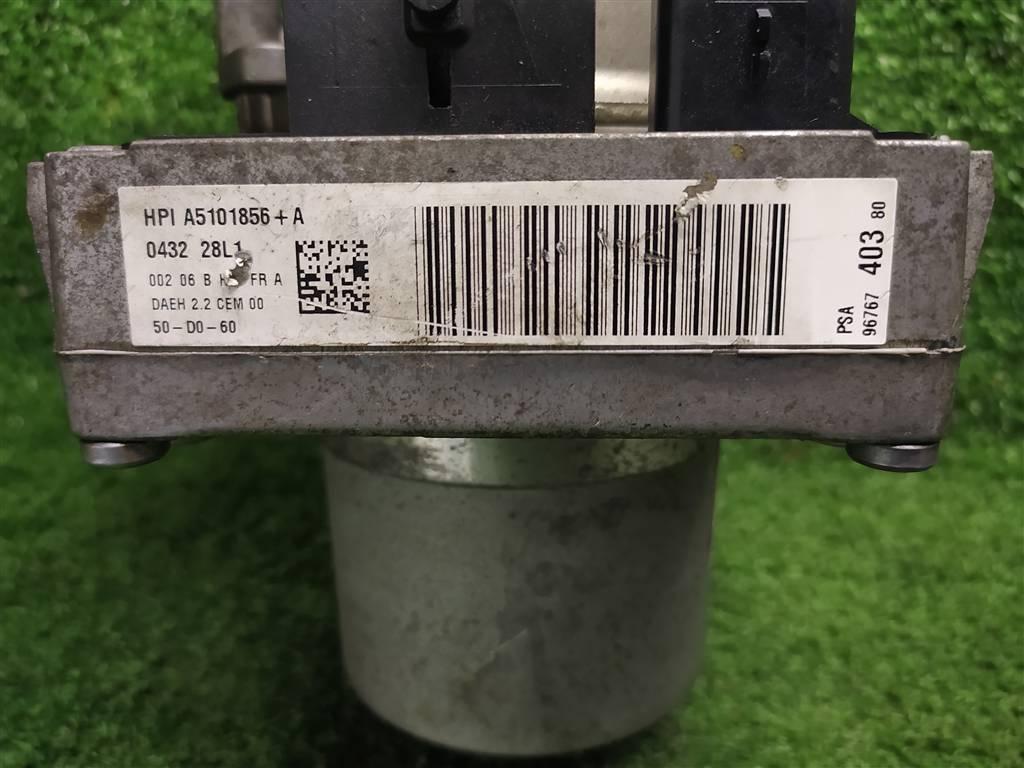 HPI A5101856+A
0432 28L1
002 06 B FR A
DAEH 2.2 CEM 00
50-D0-60
PSA
96767 403 80